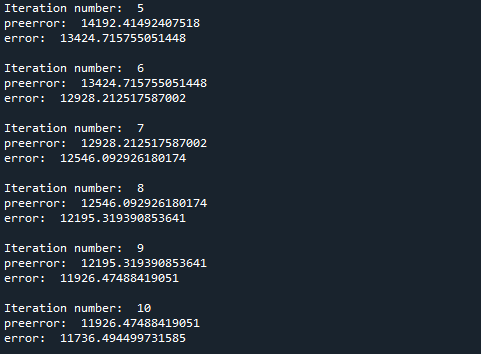 Iteration number:  5
preerror:  14192.41492407518
error:  13424.715755051448
Iteration number:  6
preerror:  13424.715755051448
error:  12928.212517587002
Iteration number:  7
preerror:  12928.212517587002
error:  12546.092926180174
Iteration number:  8
preerror:  12546.092926180174
error:  12195.319390853641
Iteration number:  9
preerror:  12195.319390853641
error:  11926.47488419051
Iteration number:  10
preerror:  11926.47488419051
error:  11736.494499731585